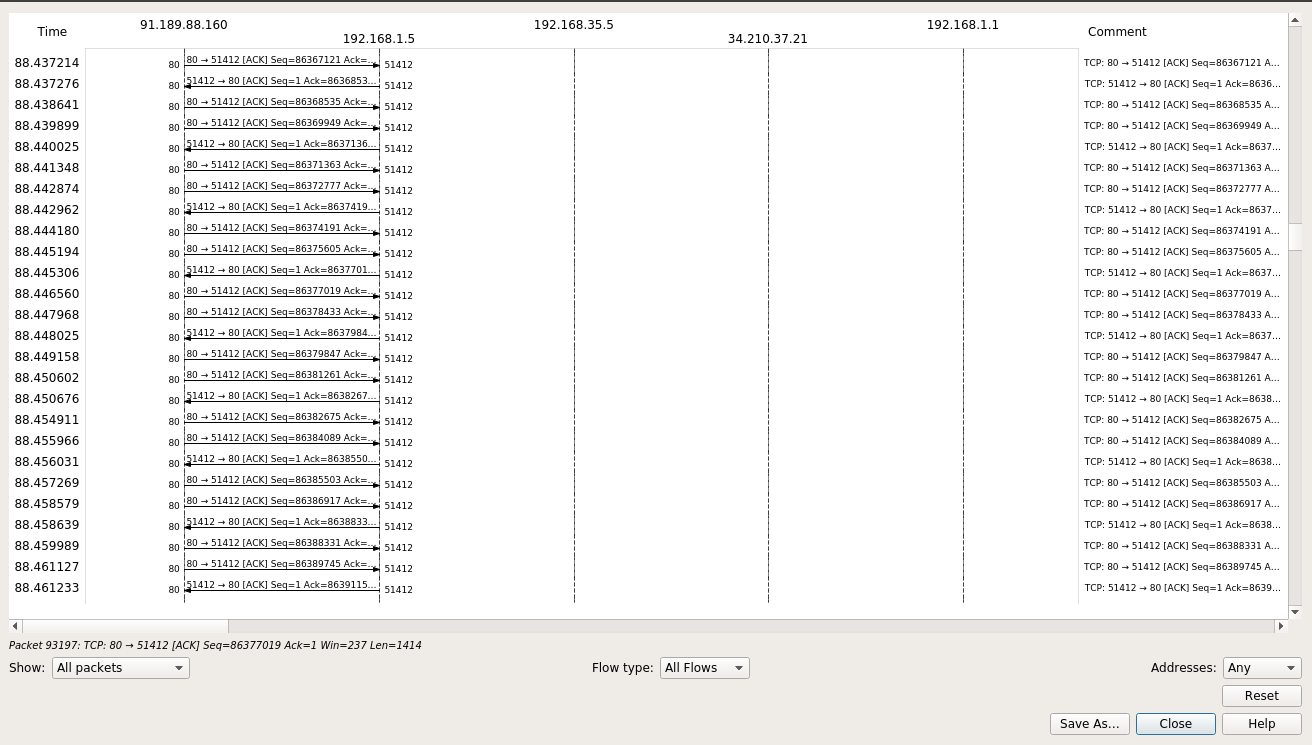 Time 91.189.88.160 192.168.1.5 192.168.35.5 34.210.37.21 192.168.1.1 Comment
88.437214 80 80 → 51412 [ACK] Seq=86367121 Ack=... 51412 TCP: 80 → 51412 [ACK] Seq=86367121 A...
88.437276 80 51412 → 80 [ACK] Seq=1 Ack=8636853... 51412 TCP: 51412 → 80 [ACK] Seq=1 Ack=8636...
88.438641 80 80 → 51412 [ACK] Seq=86368535 Ack=... 51412 TCP: 80 → 51412 [ACK] Seq=86368535 A...
88.439899 80 80 → 51412 [ACK] Seq=86369949 Ack=... 51412 TCP: 80 → 51412 [ACK] Seq=86369949 A...
88.440025 80 51412 → 80 [ACK] Seq=1 Ack=8637136... 51412 TCP: 51412 → 80 [ACK] Seq=1 Ack=8637...
88.441348 80 80 → 51412 [ACK] Seq=86371363 Ack=... 51412 TCP: 80 → 51412 [ACK] Seq=86371363 A...
88.442874 80 80 → 51412 [ACK] Seq=86372777 Ack=... 51412 TCP: 80 → 51412 [ACK] Seq=86372777 A...
88.442962 80 51412 → 80 [ACK] Seq=1 Ack=8637419... 51412 TCP: 51412 → 80 [ACK] Seq=1 Ack=8637...
88.444180 80 80 → 51412 [ACK] Seq=86374191 Ack=... 51412 TCP: 80 → 51412 [ACK] Seq=86374191 A...
88.445194 80 80 → 51412 [ACK] Seq=86375605 Ack=... 51412 TCP: 80 → 51412 [ACK] Seq=86375605 A...
88.445306 80 51412 → 80 [ACK] Seq=1 Ack=8637701... 51412 TCP: 51412 → 80 [ACK] Seq=1 Ack=8637...
88.446560 80 80 → 51412 [ACK] Seq=86377019 Ack=... 51412 TCP: 80 → 51412 [ACK] Seq=86377019 A...
88.447968 80 80 → 51412 [ACK] Seq=86378433 Ack=... 51412 TCP: 80 → 51412 [ACK] Seq=86378433 A...
88.448025 80 51412 → 80 [ACK] Seq=1 Ack=8637984... 51412 TCP: 51412 → 80 [ACK] Seq=1 Ack=8637...
88.449158 80 80 → 51412 [ACK] Seq=86379847 Ack=... 51412 TCP: 80 → 51412 [ACK] Seq=86379847 A...
88.450602 80 80 → 51412 [ACK] Seq=86381261 Ack=... 51412 TCP: 80 → 51412 [ACK] Seq=86381261 A...
88.450676 80 51412 → 80 [ACK] Seq=1 Ack=8638267... 51412 TCP: 51412 → 80 [ACK] Seq=1 Ack=8638...
88.454911 80 80 → 51412 [ACK] Seq=86382675 Ack=... 51412 TCP: 80 → 51412 [ACK] Seq=86382675 A...
88.455966 80 80 → 51412 [ACK] Seq=86384089 Ack=... 51412 TCP: 80 → 51412 [ACK] Seq=86384089 A...
88.456031 80 51412 → 80 [ACK] Seq=1 Ack=8638550... 51412 TCP: 51412 → 80 [ACK] Seq=1 Ack=8638...
88.457269 80 80 → 51412 [ACK] Seq=86385503 Ack=... 51412 TCP: 80 → 51412 [ACK] Seq=86385503 A...
88.458579 80 80 → 51412 [ACK] Seq=86386917 Ack=... 51412 TCP: 80 → 51412 [ACK] Seq=86386917 A...
88.458639 80 51412 → 80 [ACK] Seq=1 Ack=8638833... 51412 TCP: 51412 → 80 [ACK] Seq=1 Ack=8638...
88.459989 80 80 → 51412 [ACK] Seq=86388331 Ack=... 51412 TCP: 80 → 51412 [ACK] Seq=86388331 A...
88.461127 80 80 → 51412 [ACK] Seq=86389745 Ack=... 51412 TCP: 80 → 51412 [ACK] Seq=86389745 A...
88.461233 80 51412 → 80 [ACK] Seq=1 Ack=8639115... 51412 TCP: 51412 → 80 [ACK] Seq=1 Ack=8639...
Packet 93197: TCP: 80 → 51412 [ACK] Seq=86377019 Ack=1 Win=237 Len=1414
Show: All packets Flow type: All Flows Addresses: Any
Reset
Save As... Close Help